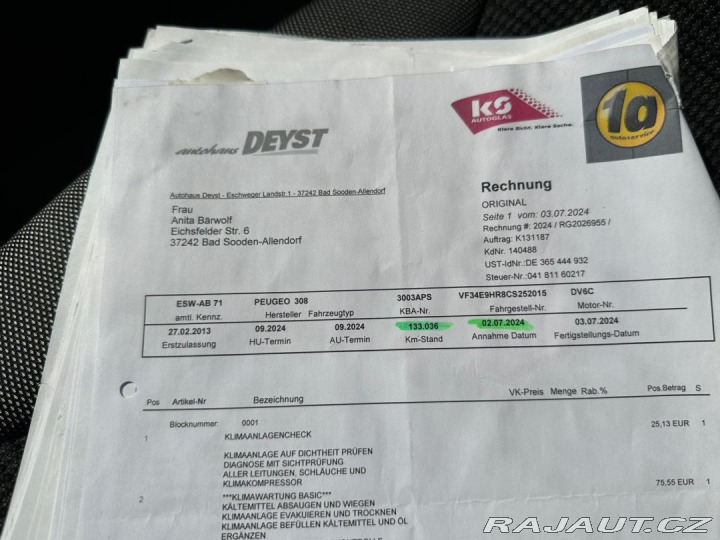 autohaus DEYST
KS
AUTOGLAS
Klare Sicht. Klare Sache.
1a
autoservice
Autohaus Deyst - Eschweger Landstr.1 - 37242 Bad Sooden-Allendorf
Frau
Anita Bärwolf
Eichsfelder Str. 6
37242 Bad Sooden-Allendorf
Rechnung
ORIGINAL
Seite 1 vom: 03.07.2024
Rechnung #: 2024 / RG2026955 /
Auftrag: K131187
KdNr. 140488
UST-IdNr.:DE 365 444 932
Steuer-Nr.:041 811 60217
ESW-AB 71 PEUGEO 308 3003APS VF34E9HR8CS252015 DV6C
amtl. Kennz. Hersteller Fahrzeugtyp KBA-Nr. Fahrgestell-Nr. Motor-Nr.
27.02.2013 09.2024 09.2024 133.036 02.07.2024 03.07.2024
Erstzulassung HU-Termin AU-Termin Km-Stand Annahme Datum Fertigstellungs-Datum
Pos Artikel-Nr Bezeichnung VK-Preis Menge Rab.% Pos.Betrag S
Blocknummer: 0001
1 KLIMAANLAGENCHECK 25,13 EUR 1
KLIMAANLAGE AUF DICHTHEIT PRÜFEN
DIAGNOSE MIT SICHTPRÜFUNG
ALLER LEITUNGEN, SCHLÄUCHE UND
KLIMAKOMPRESSOR
2 ***KLIMAWARTUNG BASIC*** 75,55 EUR 1
KÄLTEMITTEL ABSAUGEN UND WIEGEN
KLIMAANLAGE EVAKUIEREN UND TROCKNEN
KLIMAANLAGE BEFÜLLEN KÄLTEMITTEL UND ÖL
ERGÄNZEN
RAJAUT.CZ